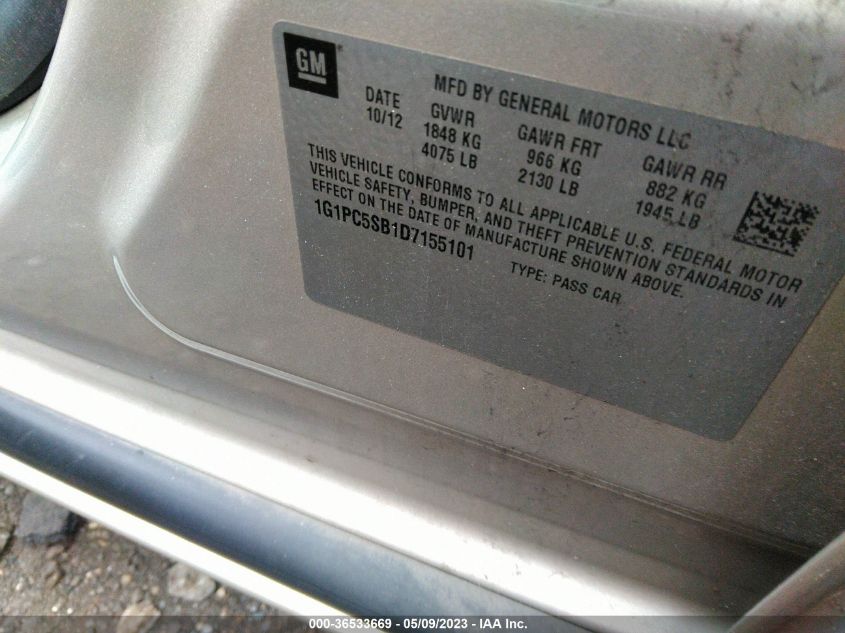 GM
MFD BY GENERAL MOTORS LLC
DATE GVWR GAWR FRT GAWR RR
10/12 1848 KG 966 KG 882 KG
4075 LB 2130 LB 1945 LB
THIS VEHICLE CONFORMS TO ALL APPLICABLE U.S. FEDERAL MOTOR
VEHICLE SAFETY, BUMPER, AND THEFT PREVENTION STANDARDS IN
EFFECT ON THE DATE OF MANUFACTURE SHOWN ABOVE.
1G1PC5SB1D7155101 TYPE: PASS CAR
000-36533669 - 05/09/2023 - IAA Inc.